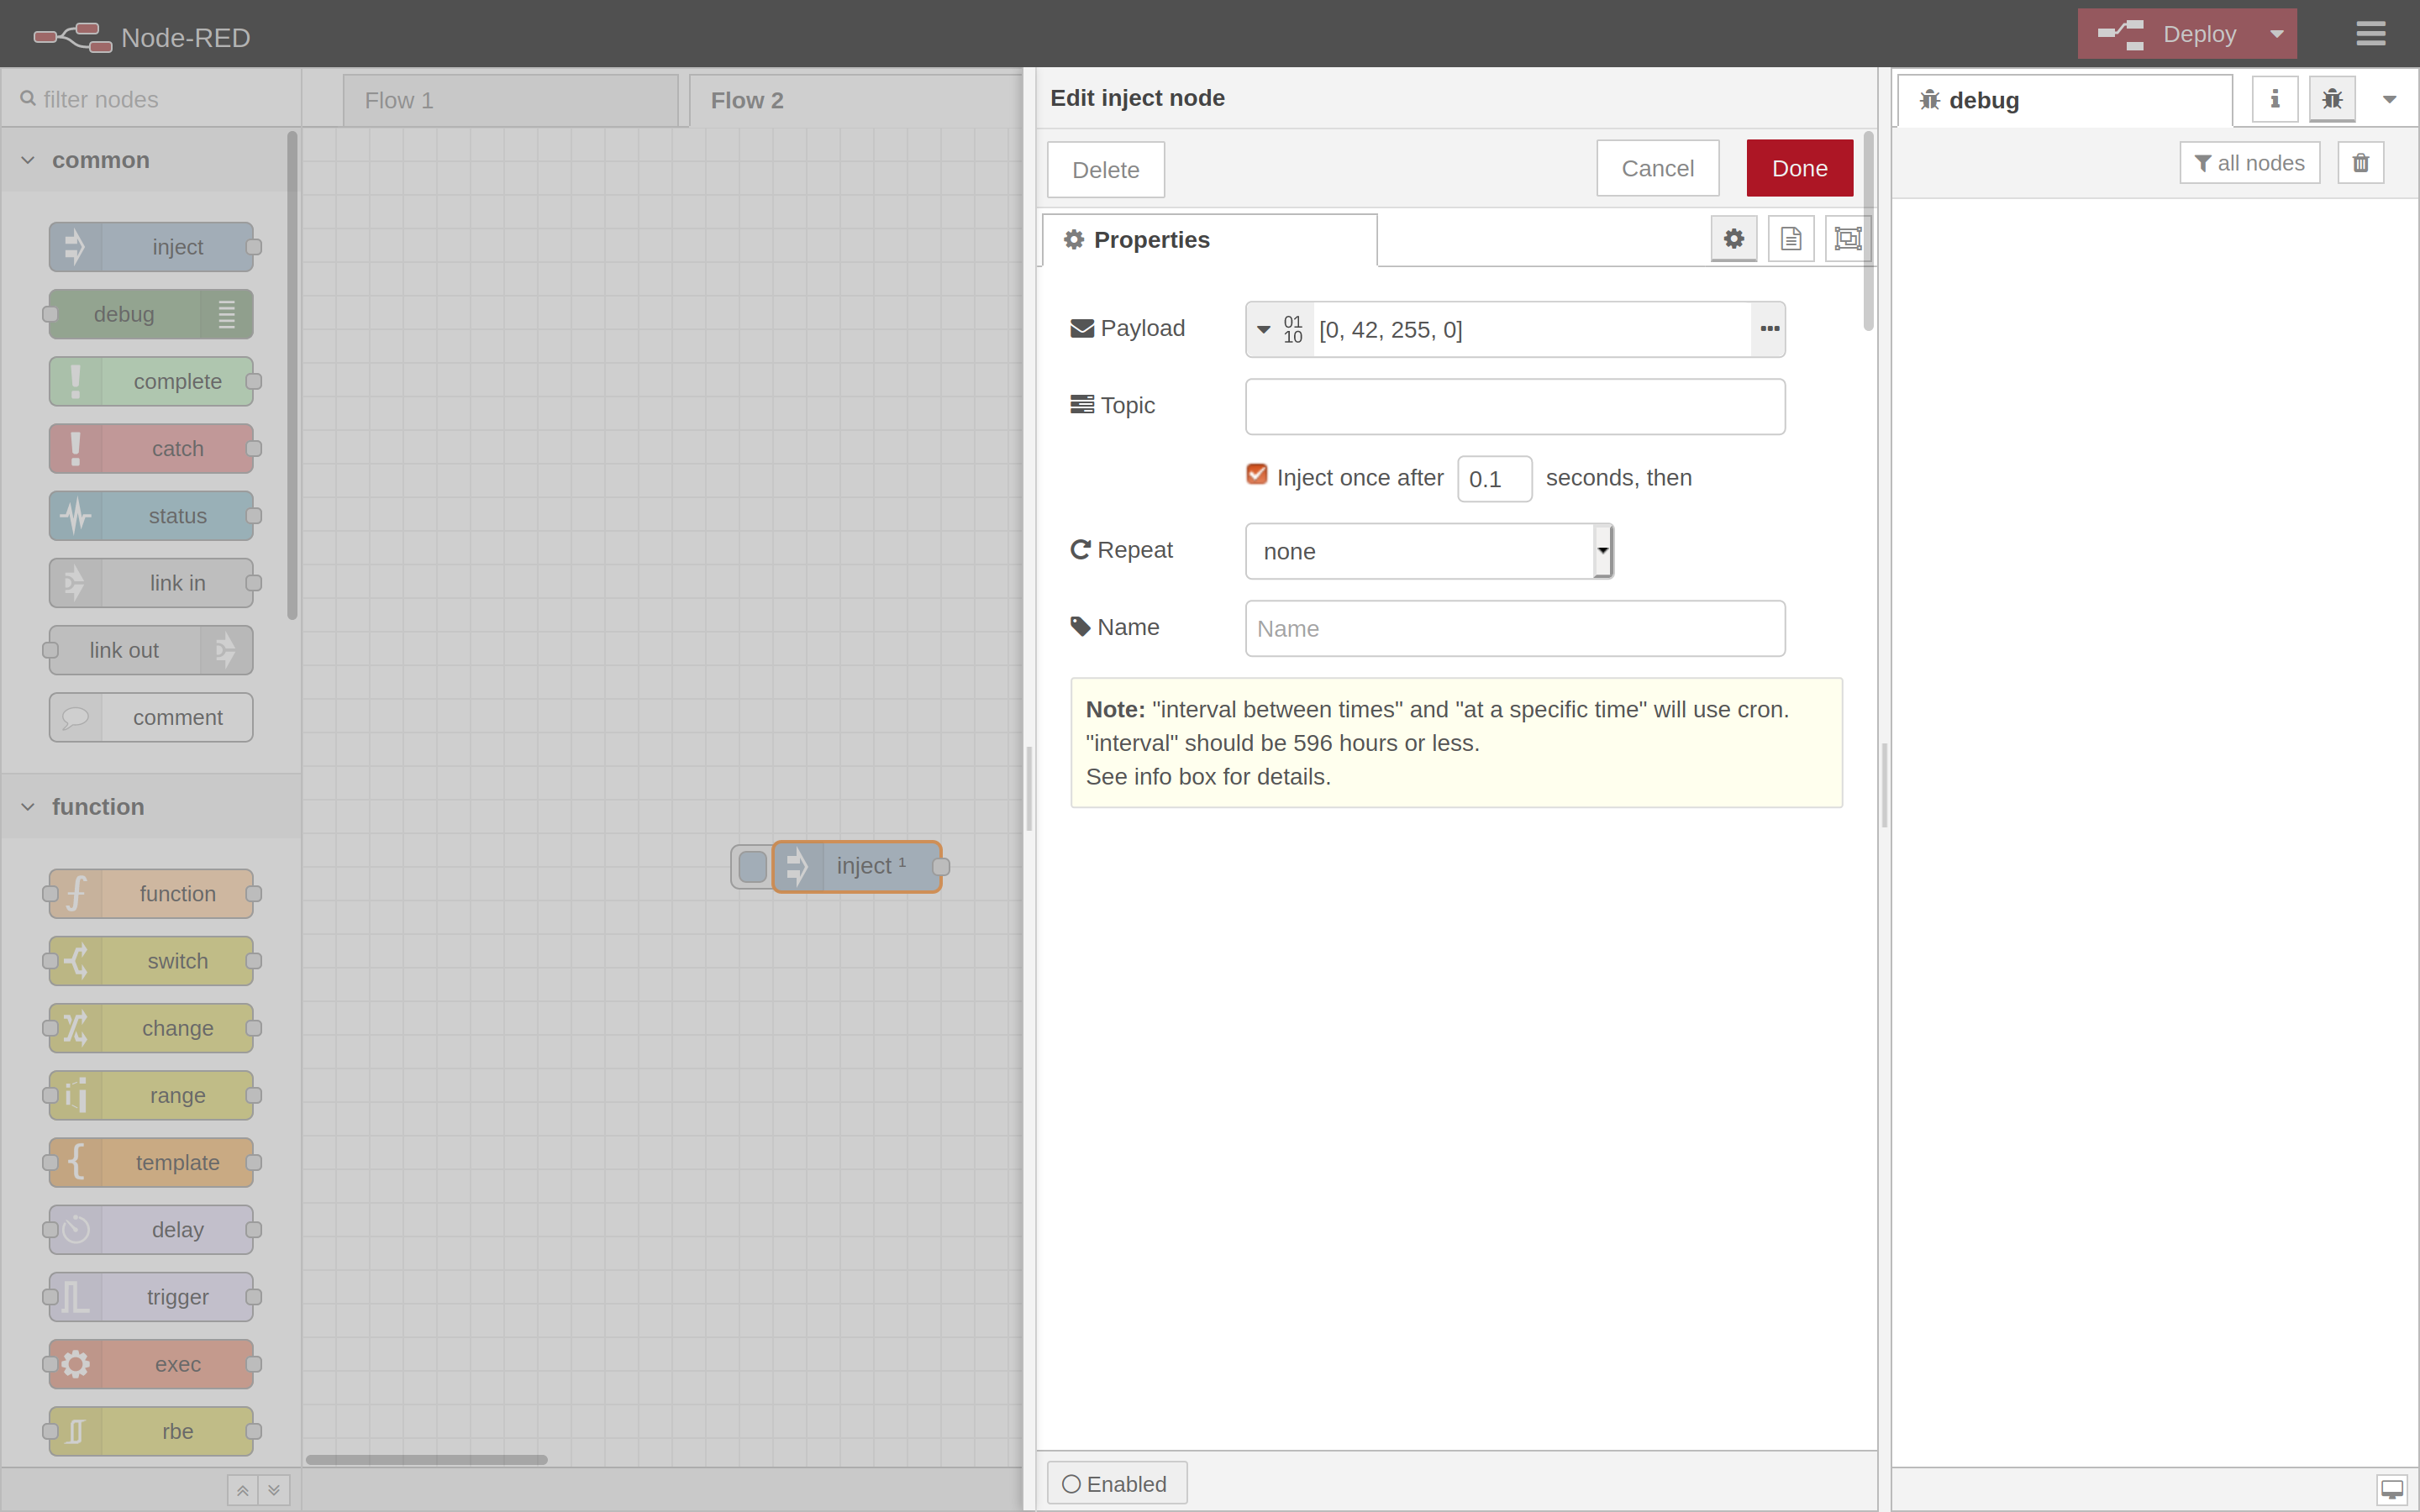 Node-RED
Deploy
filter nodes
Flow 1
Flow 2
common
inject
debug
complete
catch
status
link in
link out
comment
function
function
switch
change
range
template
delay
trigger
exec
rbe
inject ¹
Edit inject node
Delete
Cancel
Done
Properties
Payload
01
10
[0, 42, 255, 0]
Topic
Inject once after 0.1 seconds, then
Repeat
none
Name
Name
Note: "interval between times" and "at a specific time" will use cron.
"interval" should be 596 hours or less.
See info box for details.
Enabled
debug
all nodes